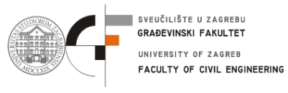 SVEUČILIŠTE U ZAGREBU
GRAĐEVINSKI FAKULTET
UNIVERSITY OF ZAGREB
FACULTY OF CIVIL ENGINEERING